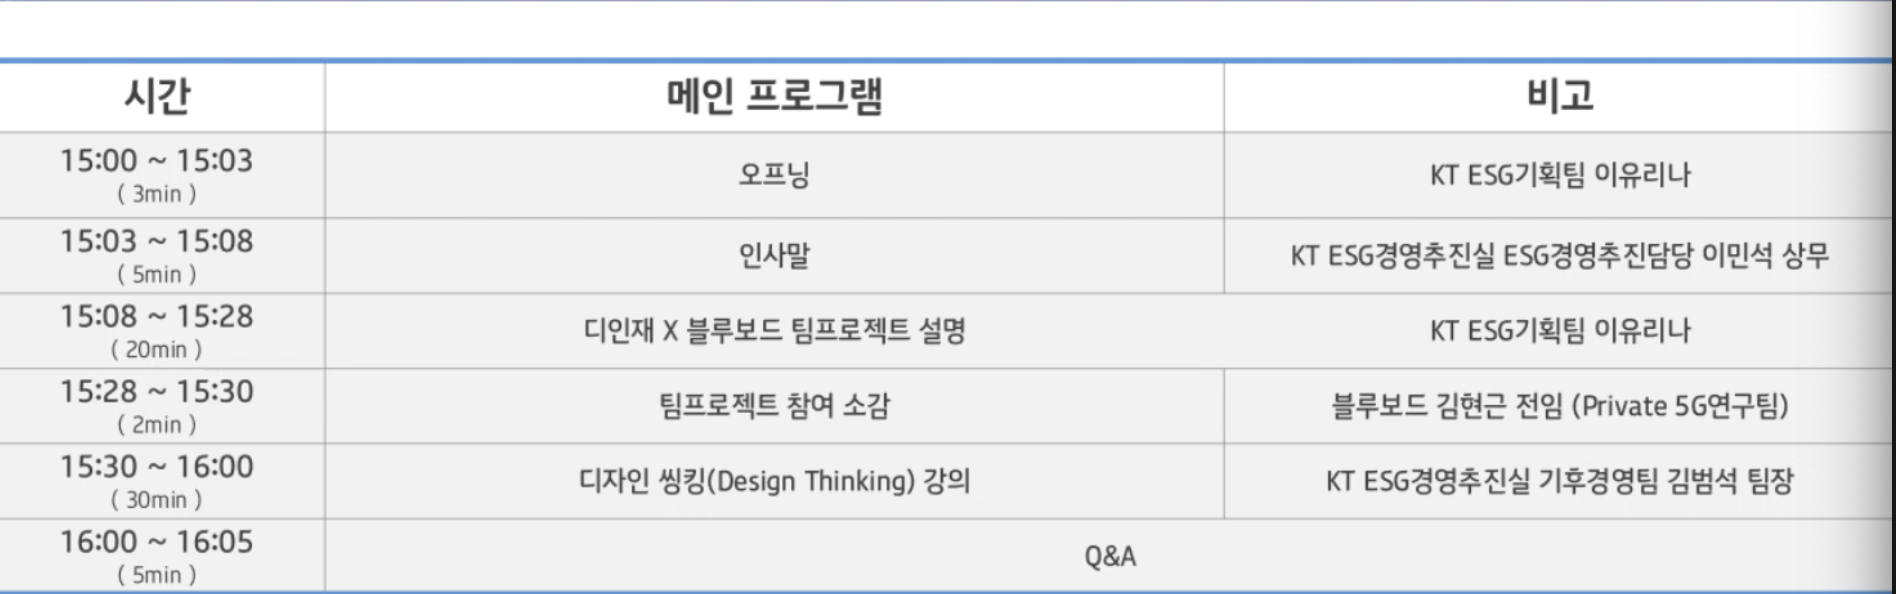 시간 메인 프로그램 비고
15:00 ~ 15:03
( 3min )
오프닝
KT ESG기획팀 이유리나
15:03 ~ 15:08
( 5min )
인사말
KT ESG경영추진실 ESG경영추진담당 이민석 상무
15:08 ~ 15:28
( 20min )
디인재 X 블루보드 팀프로젝트 설명
KT ESG기획팀 이유리나
15:28 ~ 15:30
( 2min )
팀프로젝트 참여 소감
블루보드 김현근 전임 (Private 5G연구팀)
15:30 ~ 16:00
( 30min )
디자인 씽킹(Design Thinking) 강의
KT ESG경영추진실 기후경영팀 김범석 팀장
16:00 ~ 16:05
( 5min )
Q&A